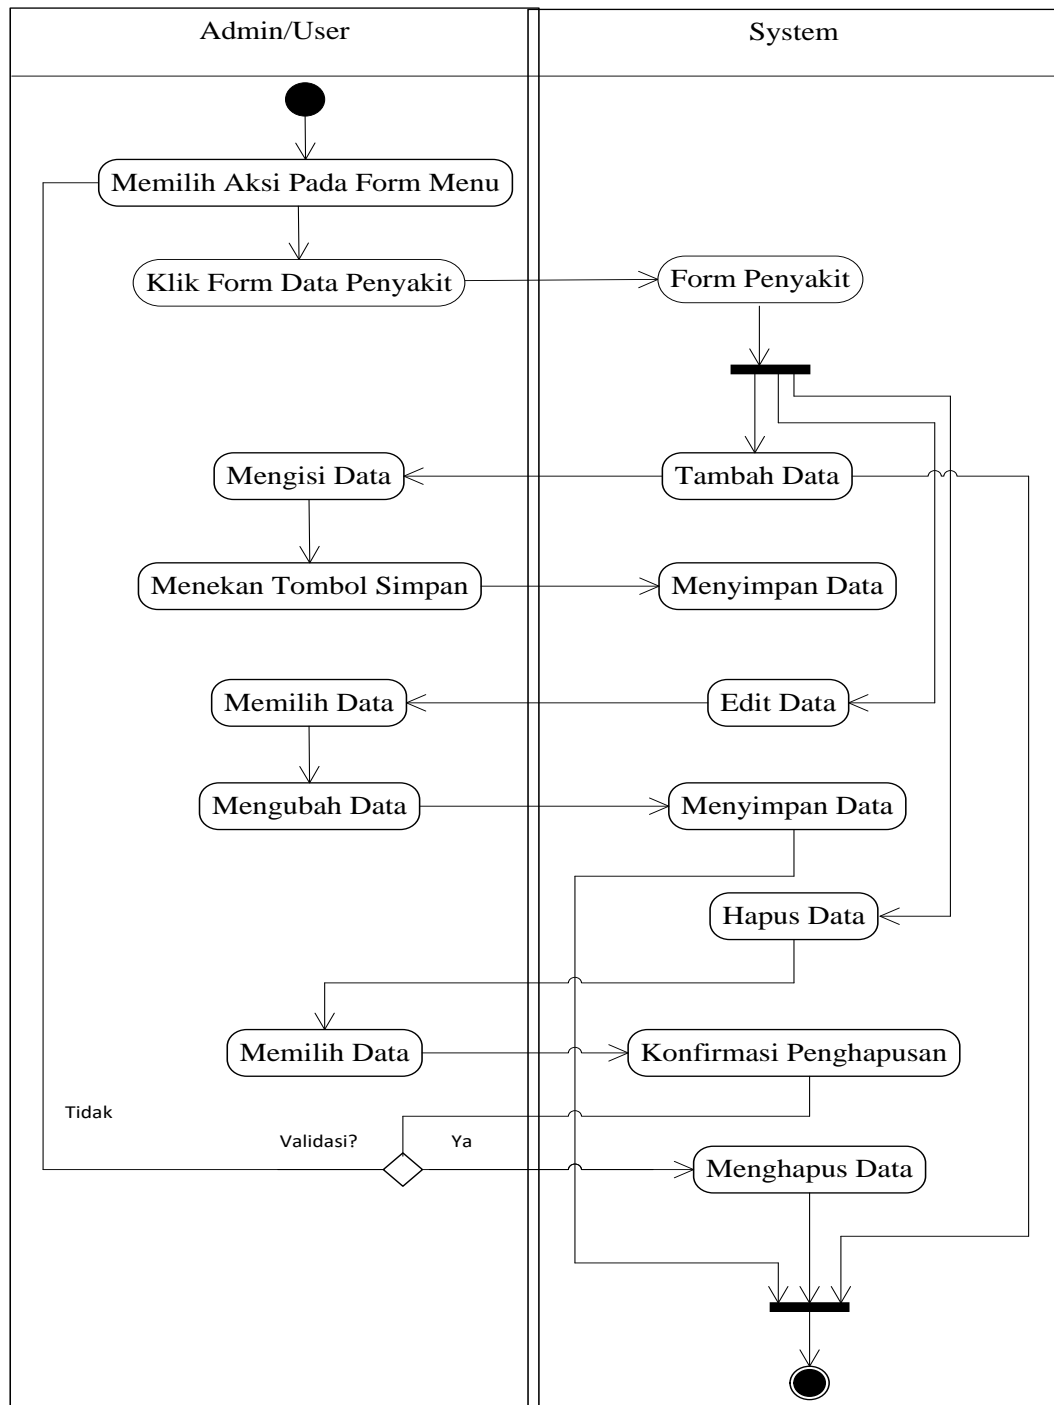 Admin/User
System
Memilih Aksi Pada Form Menu
Klik Form Data Penyakit
Form Penyakit
Mengisi Data
Tambah Data
Menekan Tombol Simpan
Menyimpan Data
Memilih Data
Edit Data
Mengubah Data
Menyimpan Data
Hapus Data
Memilih Data
Konfirmasi Penghapusan
Tidak
Validasi?
Ya
Menghapus Data